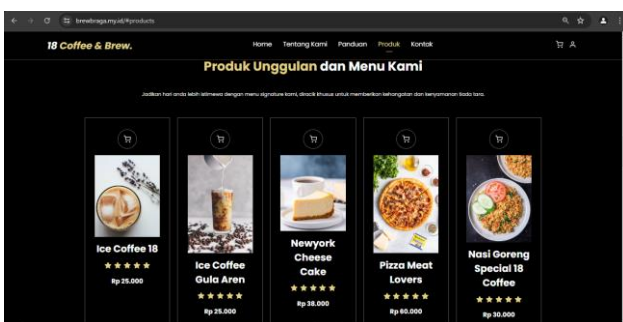 brewbraga.my.id/#products
18 Coffee & Brew.
Home Tentang Kami Panduan Produk Kontak
Produk Unggulan dan Menu Kami
Jadikan hari anda lebih istimewa dengan menu signature kami, diracik khusus untuk memberikan kehangatan dan kenyamanan tiada tara.
Ice Coffee 18
Rp 25.000
Ice Coffee
Gula Aren
Rp 25.000
Newyork
Cheese
Cake
Rp 38.000
Pizza Meat
Lovers
Rp 60.000
Nasi Goreng
Special 18
Coffee
Rp 30.000